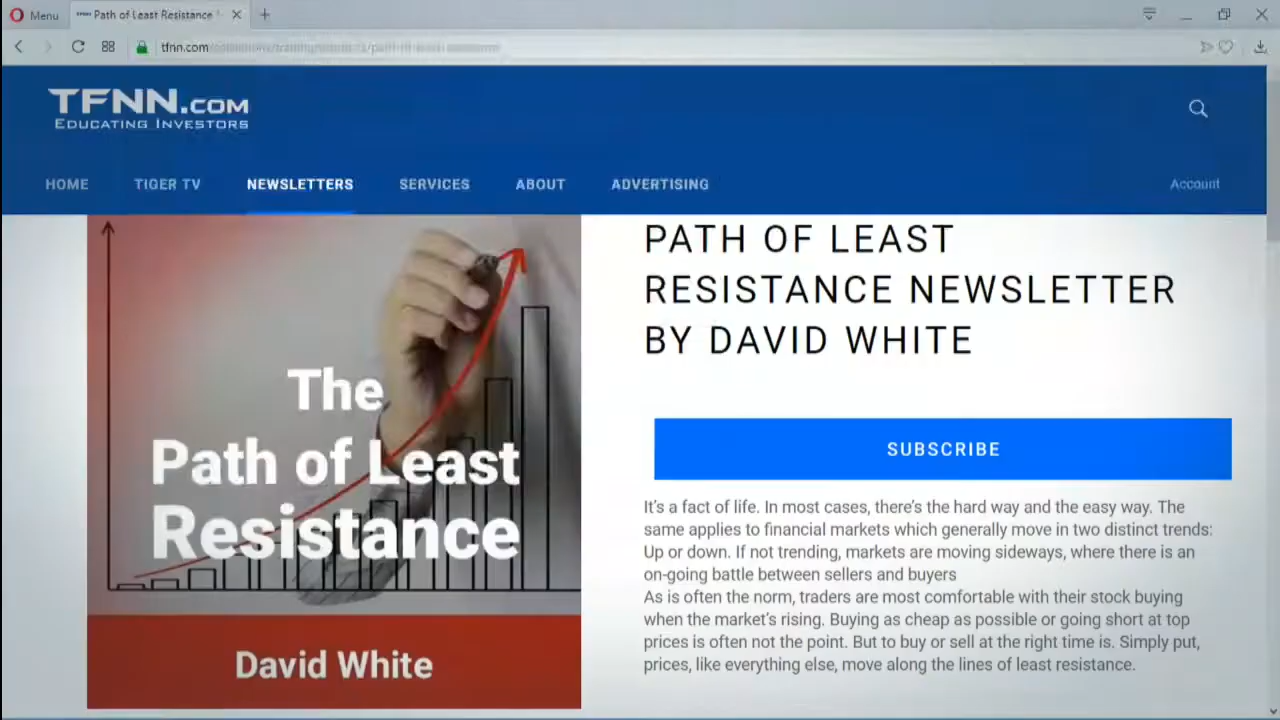 Menu
Path of Least Resistance
tfnn.com
TFNN.COM
EDUCATING INVESTORS
HOME
TIGER TV
NEWSLETTERS
SERVICES
ABOUT
ADVERTISING
Account
The
Path of Least
Resistance
David White
PATH OF LEAST
RESISTANCE NEWSLETTER
BY DAVID WHITE
SUBSCRIBE
It's a fact of life. In most cases, there's the hard way and the easy way. The
same applies to financial markets which generally move in two distinct trends:
Up or down. If not trending, markets are moving sideways, where there is an
on-going battle between sellers and buyers
As is often the norm, traders are most comfortable with their stock buying
when the market's rising. Buying as cheap as possible or going short at top
prices is often not the point. But to buy or sell at the right time is. Simply put,
prices, like everything else, move along the lines of least resistance.